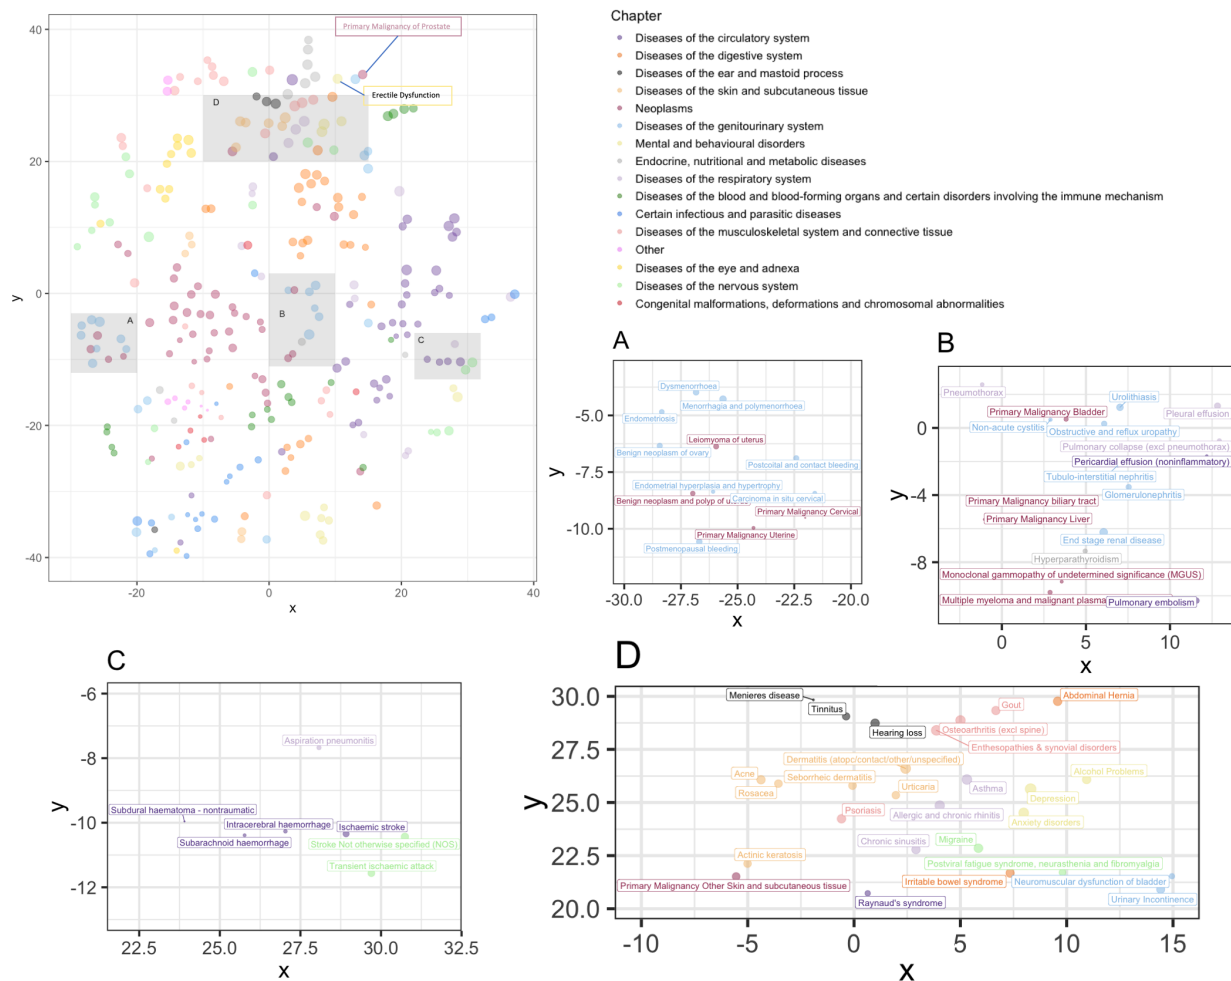 40
20
0
-20
-40
y
-40
-20
0
20
40
x
Primary Malignancy of Prostate
Erectile Dysfunction
D
A
B
C
Chapter
Diseases of the circulatory system
Diseases of the digestive system
Diseases of the ear and mastoid process
Diseases of the skin and subcutaneous tissue
Neoplasms
Diseases of the genitourinary system
Mental and behavioural disorders
Endocrine, nutritional and metabolic diseases
Diseases of the respiratory system
Diseases of the blood and blood-forming organs and certain disorders involving the immune mechanism
Certain infectious and parasitic diseases
Diseases of the musculoskeletal system and connective tissue
Other
Diseases of the eye and adnexa
Diseases of the nervous system
Congenital malformations, deformations and chromosomal abnormalities
A
Dysmenorrhoea
Menorrhagia and polymenorrhoea
Endometriosis
Leiomyoma of uterus
Benign neoplasm of ovary
Postcoital and contact bleeding
Endometrial hyperplasia and hypertrophy
Benign neoplasm and polyp of
Carcinoma in situ cervical
Primary Malignancy Cervical
Primary Malignancy Uterine
Postmenopausal bleeding
-5.0
-7.5
-10.0
y
-30.0
-27.5
-25.0
-22.5
-20.0
x
B
Pneumothorax
Urolithiasis
Primary Malignancy Bladder
Pleural effusion
Non-acute cystitis
Obstructive and reflux uropathy
Pulmonary collapse (excl pneumothorax)
Pericardial effusion (noninflammatory)
Tubulo-interstitial nephritis
Glomerulonephritis
Primary Malignancy biliary tract
Primary Malignancy Liver
End stage renal disease
Hyperparathyroidism
Monoclonal gammopathy of undetermined significance (MGUS)
Multiple myeloma and malignant plasma
Pulmonary embolism
0
-4
-8
y
0
5
10
x
C
Aspiration pneumonitis
Subdural haematoma - nontraumatic
Intracerebral haemorrhage
Ischaemic stroke
Subarachnoid haemorrhage
Stroke Not otherwise specified (NOS)
Transient ischaemic attack
-6
-8
-10
-12
y
22.5
25.0
27.5
30.0
32.5
x
D
Menieres disease
Tinnitus
Hearing loss
Gout
Abdominal Hernia
Osteoarthritis (excl spine)
Enthesopathies & synovial disorders
Dermatitis (atopc/contact/other/unspecified)
Acne
Seborrheic dermatitis
Rosacea
Urticaria
Asthma
Alcohol Problems
Depression
Psoriasis
Allergic and chronic rhinitis
Anxiety disorders
Chronic sinusitis
Migraine
Actinic keratosis
Postviral fatigue syndrome, neurasthenia and fibromyalgia
Primary Malignancy Other Skin and subcutaneous tissue
Irritable bowel syndrome
Neuromuscular dysfunction of bladder
Raynaud's syndrome
Urinary Incontinence
30.0
27.5
25.0
22.5
20.0
y
-10
-5
0
5
10
15
x